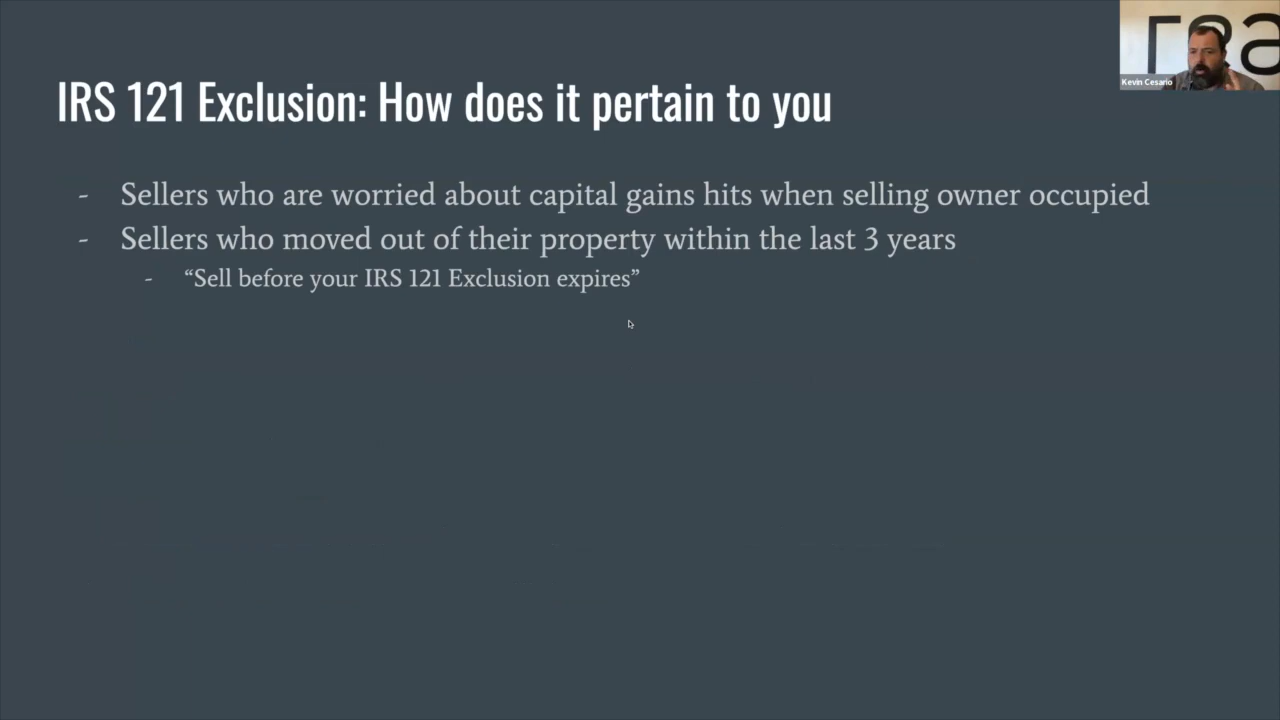 IRS 121 Exclusion: How does it pertain to you
- Sellers who are worried about capital gains hits when selling owner occupied
- Sellers who moved out of their property within the last 3 years
- “Sell before your IRS 121 Exclusion expires”
rea
Kevin Cesario